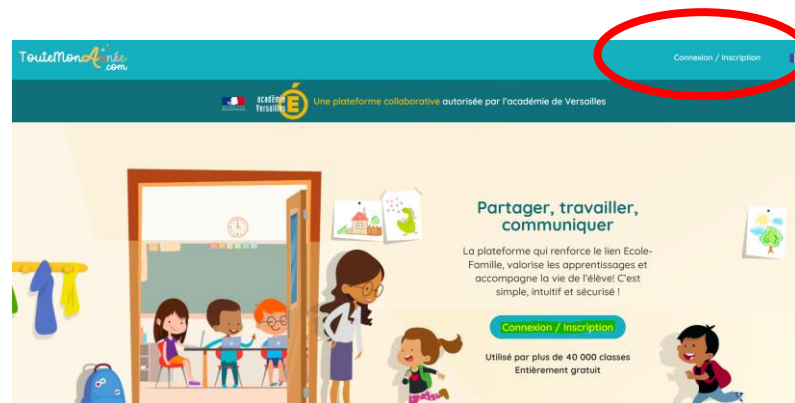 TouteMonAnnée
.com
Connexion / Inscription
académie
Versailles
Une plateforme collaborative autorisée par l'académie de Versailles
Partager, travailler,
communiquer
La plateforme qui renforce le lien Ecole-
Famille, valorise les apprentissages et
accompagne la vie de l'élève! C'est
simple, intuitif et sécurisé !
Connexion / Inscription
Utilisé par plus de 40 000 classes
Entièrement gratuit